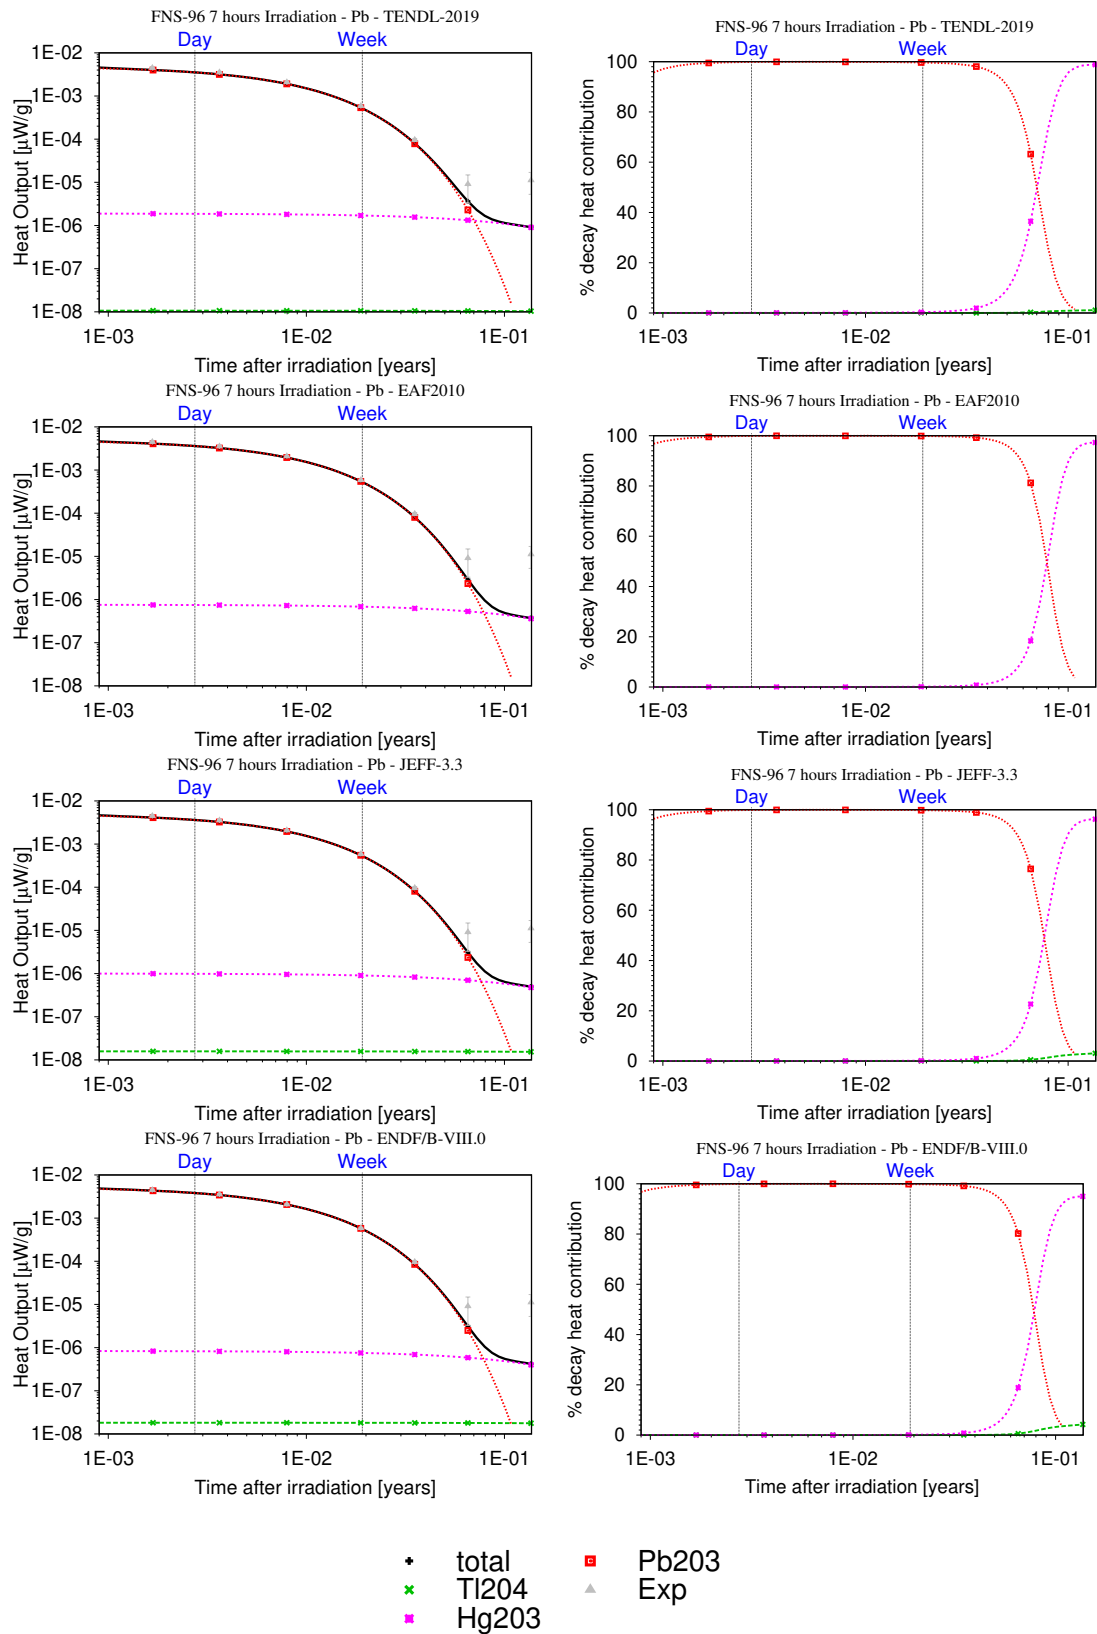 FNS-96 7 hours Irradiation - Pb - TENDL-2019
Day Week
Heat Output [µW/g]
1E-02
1E-03
1E-04
1E-05
1E-06
1E-07
1E-08
1E-03 1E-02 1E-01
Time after irradiation [years]
FNS-96 7 hours Irradiation - Pb - TENDL-2019
Day Week
% decay heat contribution
100
80
60
40
20
0
1E-03 1E-02 1E-01
Time after irradiation [years]
FNS-96 7 hours Irradiation - Pb - EAF2010
Day Week
Heat Output [µW/g]
1E-02
1E-03
1E-04
1E-05
1E-06
1E-07
1E-08
1E-03 1E-02 1E-01
Time after irradiation [years]
FNS-96 7 hours Irradiation - Pb - EAF2010
Day Week
% decay heat contribution
100
80
60
40
20
0
1E-03 1E-02 1E-01
Time after irradiation [years]
FNS-96 7 hours Irradiation - Pb - JEFF-3.3
Day Week
Heat Output [µW/g]
1E-02
1E-03
1E-04
1E-05
1E-06
1E-07
1E-08
1E-03 1E-02 1E-01
Time after irradiation [years]
FNS-96 7 hours Irradiation - Pb - JEFF-3.3
Day Week
% decay heat contribution
100
80
60
40
20
0
1E-03 1E-02 1E-01
Time after irradiation [years]
FNS-96 7 hours Irradiation - Pb - ENDF/B-VIII.0
Day Week
Heat Output [µW/g]
1E-02
1E-03
1E-04
1E-05
1E-06
1E-07
1E-08
1E-03 1E-02 1E-01
Time after irradiation [years]
FNS-96 7 hours Irradiation - Pb - ENDF/B-VIII.0
Day Week
% decay heat contribution
100
80
60
40
20
0
1E-03 1E-02 1E-01
Time after irradiation [years]
total Pb203
Tl204 Exp
Hg203